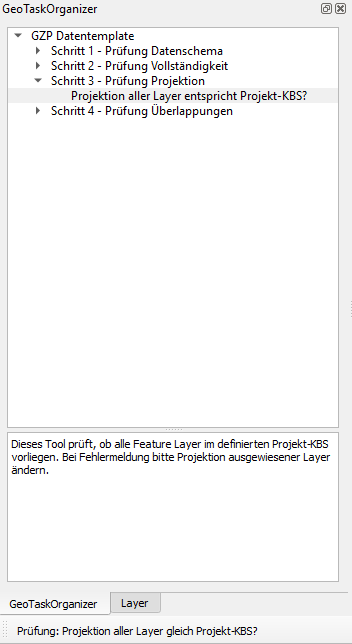 GeoTaskOrganizer
GZP Datentemplate
Schritt 1 - Prüfung Datenschema
Schritt 2 - Prüfung Vollständigkeit
Schritt 3 - Prüfung Projektion
Projektion aller Layer entspricht Projekt-KBS?
Schritt 4 - Prüfung Überlappungen
Dieses Tool prüft, ob alle Feature Layer im definierten Projekt-KBS
vorliegen. Bei Fehlermeldung bitte Projektion ausgewiesener Layer
ändern.
GeoTaskOrganizer Layer
Prüfung: Projektion aller Layer gleich Projekt-KBS?